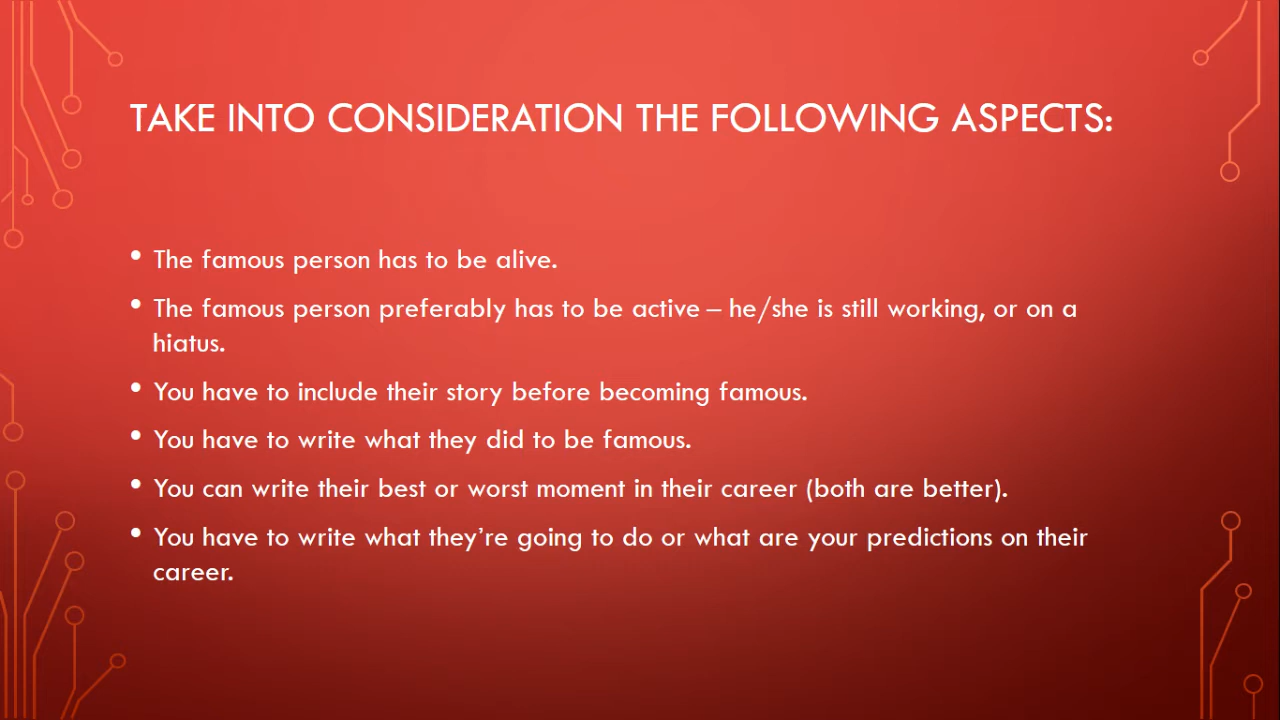 TAKE INTO CONSIDERATION THE FOLLOWING ASPECTS:
• The famous person has to be alive.
• The famous person preferably has to be active – he/she is still working, or on a
hiatus.
• You have to include their story before becoming famous.
• You have to write what they did to be famous.
• You can write their best or worst moment in their career (both are better).
• You have to write what they’re going to do or what are your predictions on their
career.